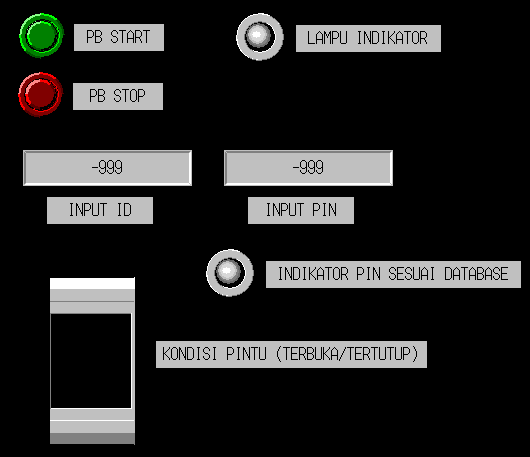 PB START
LAMPU INDIKATOR
PB STOP
-999
-999
INPUT ID
INPUT PIN
INDIKATOR PIN SESUAI DATABASE
KONDISI PINTU (TERBUKA/TERTUTUP)